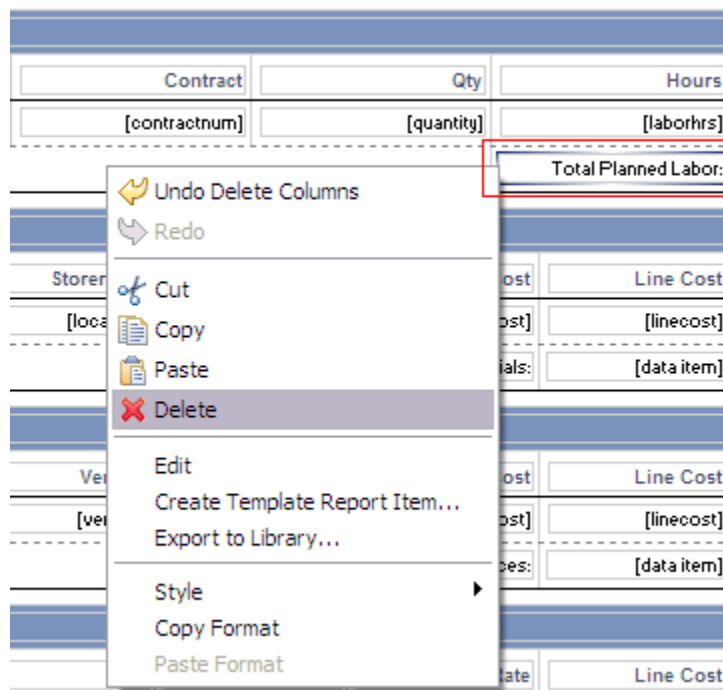 Contract Qty Hours
[contractnum] [quantity] [laborhrs]
Total Planned Labor:
Undo Delete Columns
Redo
Cut
Copy
Paste
Delete
Edit
Create Template Report Item...
Export to Library...
Style
Copy Format
Paste Format
Line Cost
[linecost]
[data item]
Line Cost
[linecost]
[data item]
Line Cost